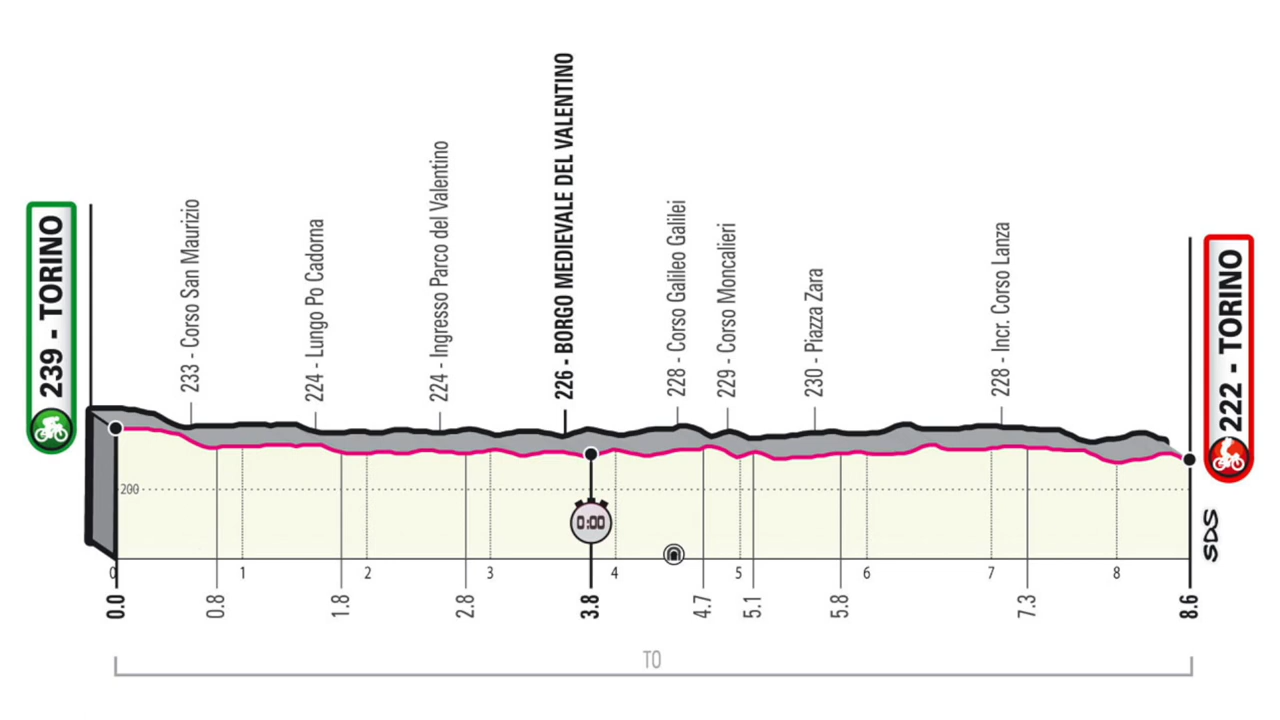 239 - TORINO
233 - Corso San Maurizio
224 - Lungo Po Cadorna
224 - Ingresso Parco del Valentino
226 - BORGO MEDIEVALE DEL VALENTINO
228 - Corso Galileo Galilei
229 - Corso Moncalieri
230 - Piazza Zara
228 - Incr. Corso Lanza
222 - TORINO
200
0:00
SDS
0 1 2 3 4 5 6 7 8
0.0 0.8 1.8 2.8 3.8 4.7 5.1 5.8 7.3 8.6
TO